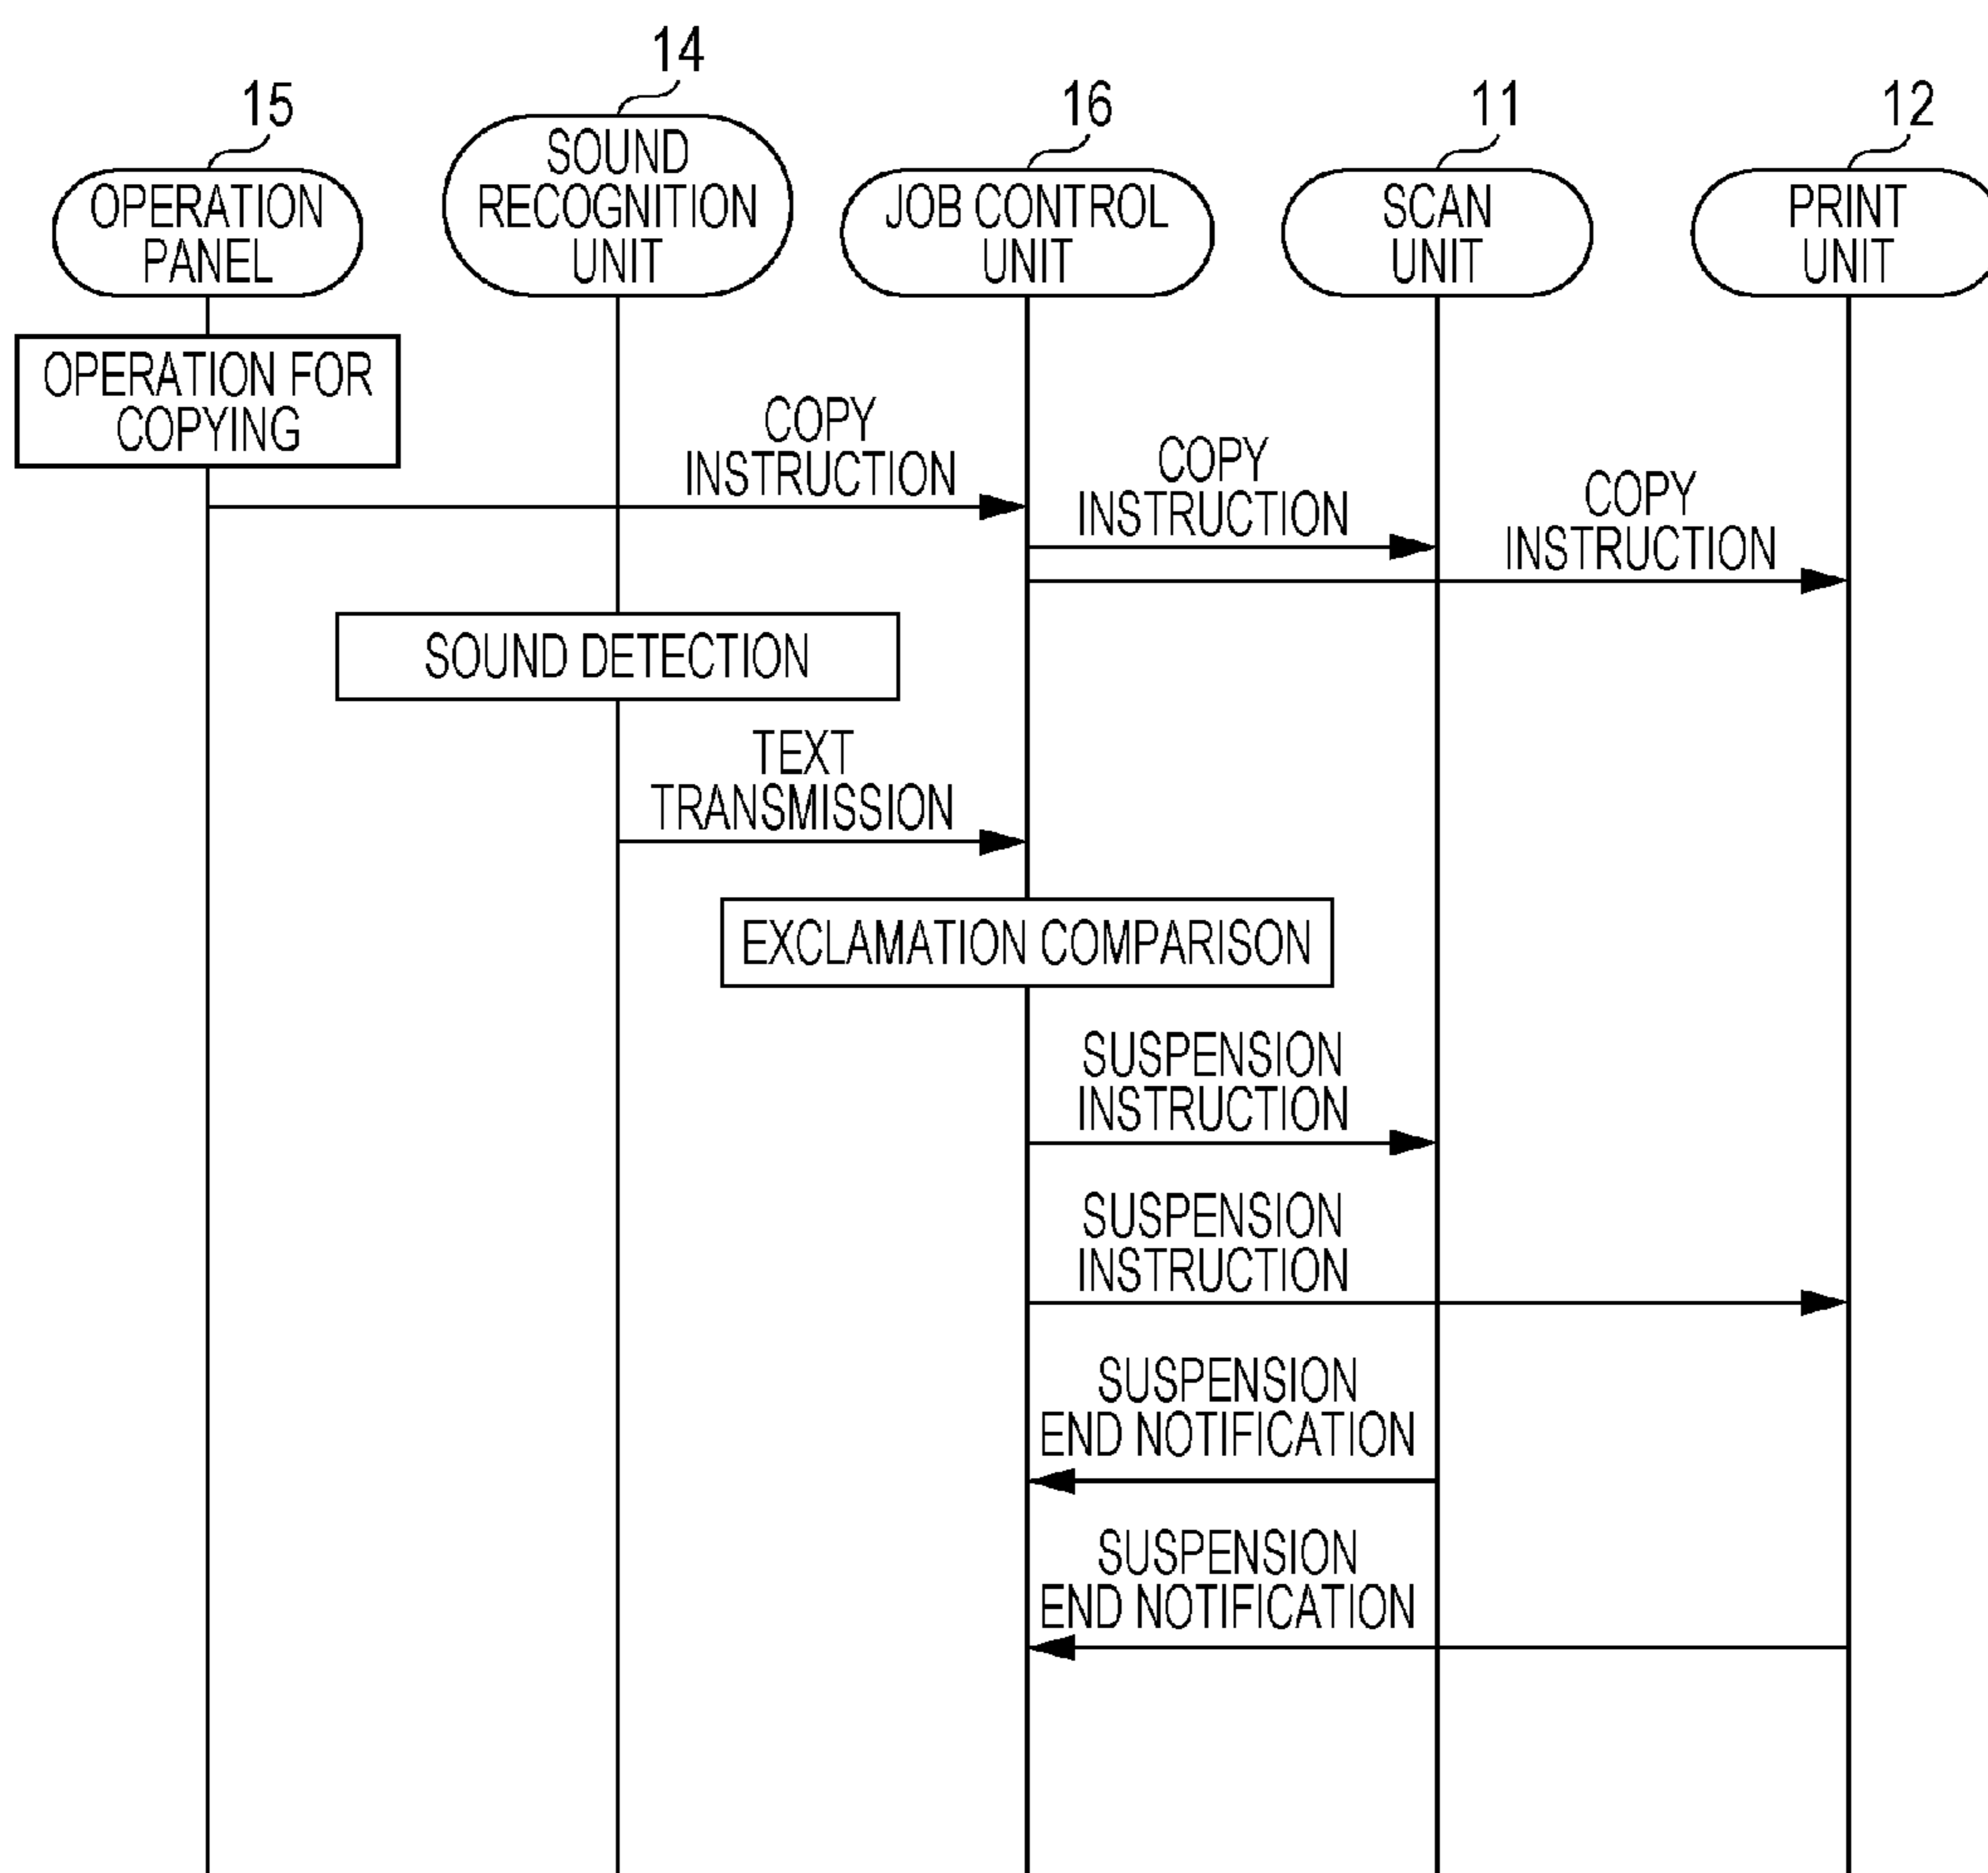 14
15
16
11
12
SOUND
RECOGNITION
UNIT
OPERATION
PANEL
JOB CONTROL
UNIT
SCAN
UNIT
PRINT
UNIT
OPERATION FOR
COPYING
COPY
INSTRUCTION
COPY
INSTRUCTION
COPY
INSTRUCTION
SOUND DETECTION
TEXT
TRANSMISSION
EXCLAMATION COMPARISON
SUSPENSION
INSTRUCTION
SUSPENSION
INSTRUCTION
SUSPENSION
END NOTIFICATION
SUSPENSION
END NOTIFICATION